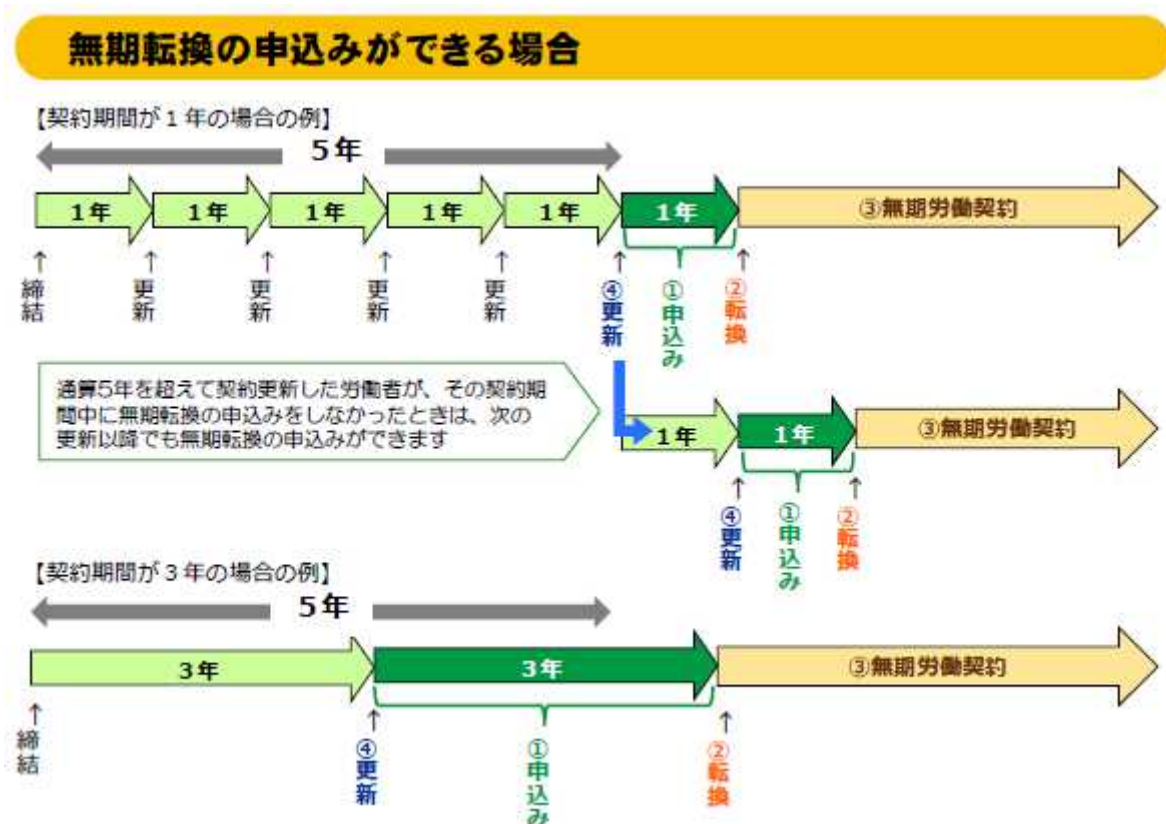 無期転換の申込みができる場合
【契約期間が１年の場合の例】
５年
１年 １年 １年 １年 １年 １年 ③無期労働契約
↑ ↑ ↑ ↑ ↑ ↑ ↑
締結 更新 更新 更新 更新 ④更新 ①申込み ②転換
通算5年を超えて契約更新した労働者が、その契約期
間中に無期転換の申込みをしなかったときは、次の
更新以降でも無期転換の申込みができます
１年 １年 ③無期労働契約
↑ ↑
④更新 ①申込み ②転換
【契約期間が３年の場合の例】
５年
３年 ３年 ③無期労働契約
↑ ↑ ↑
締結 ④更新 ①申込み ②転換